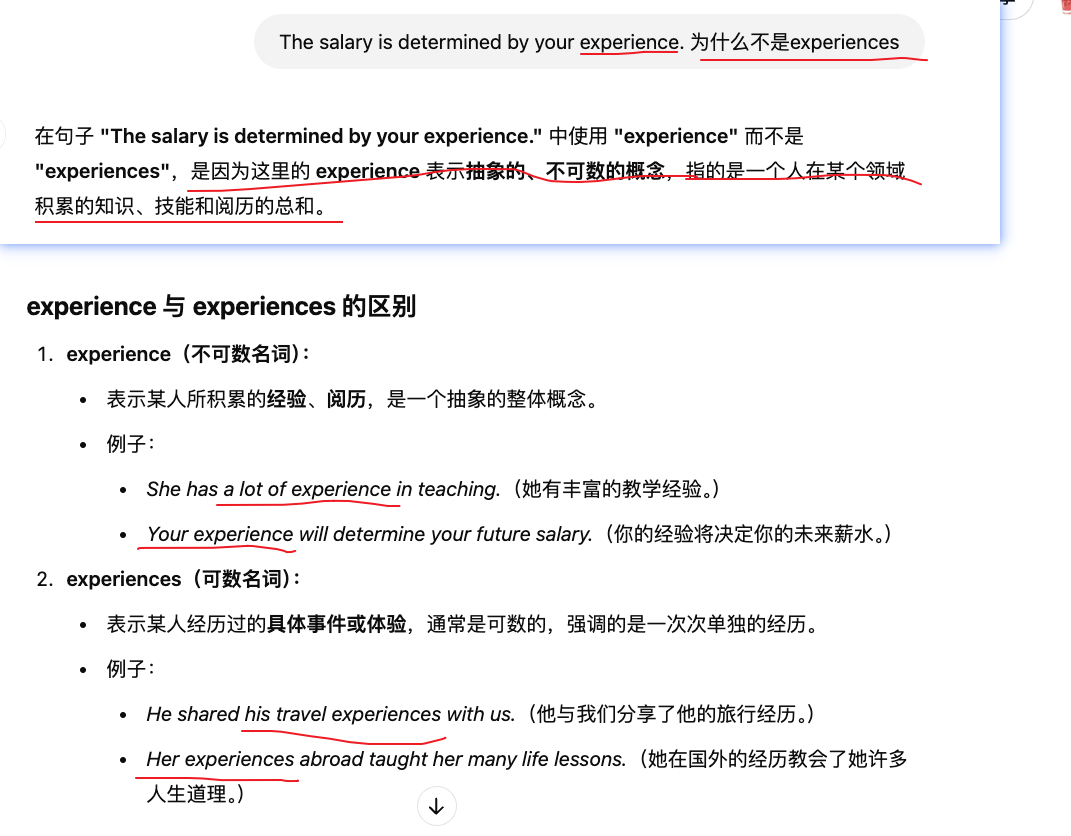 The salary is determined by your experience. 为什么不是experiences
在句子 "The salary is determined by your experience." 中使用 "experience" 而不是
"experiences"，是因为这里的 experience 表示抽象的、不可数的概念，指的是一个人在某个领域
积累的知识、技能和阅历的总和。
experience 与 experiences 的区别
1. experience（不可数名词）：
• 表示某人所积累的经验、阅历，是一个抽象的整体概念。
• 例子：
• She has a lot of experience in teaching.（她有丰富的教学经验。）
• Your experience will determine your future salary.（你的经验将决定你的未来薪水。）
2. experiences（可数名词）：
• 表示某人经历过的具体事件或体验，通常是可数的，强调的是一次次单独的经历。
• 例子：
• He shared his travel experiences with us.（他与我们分享了他的旅行经历。）
• Her experiences abroad taught her many life lessons.（她在国外的经历教会了她许多
人生道理。）